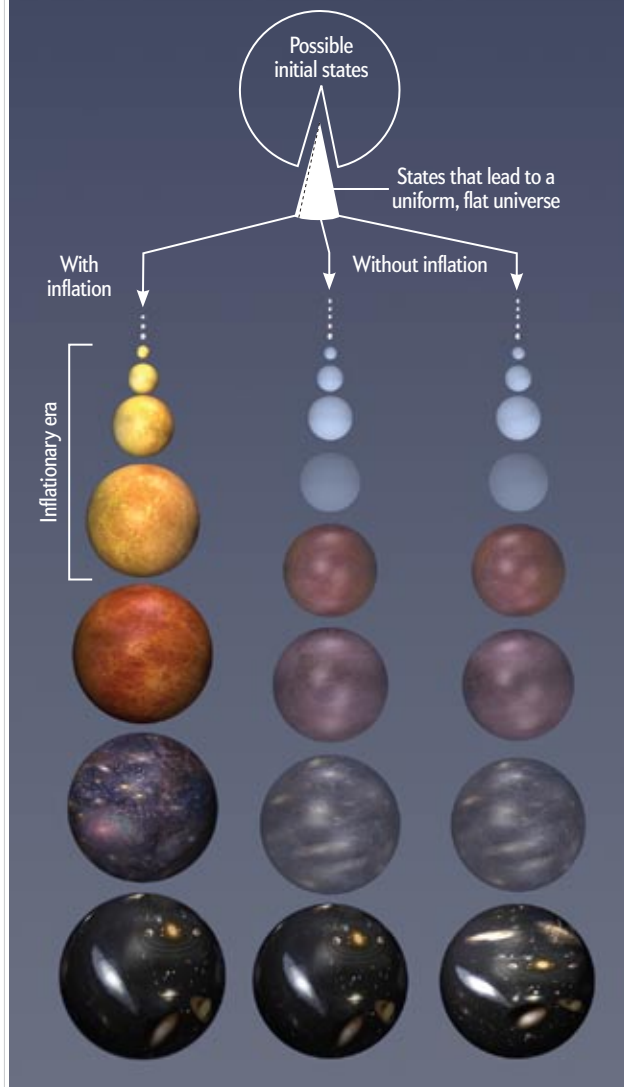 Possible
initial states
States that lead to a
uniform, flat universe
With
inflation
Without inflation
Inflationary era